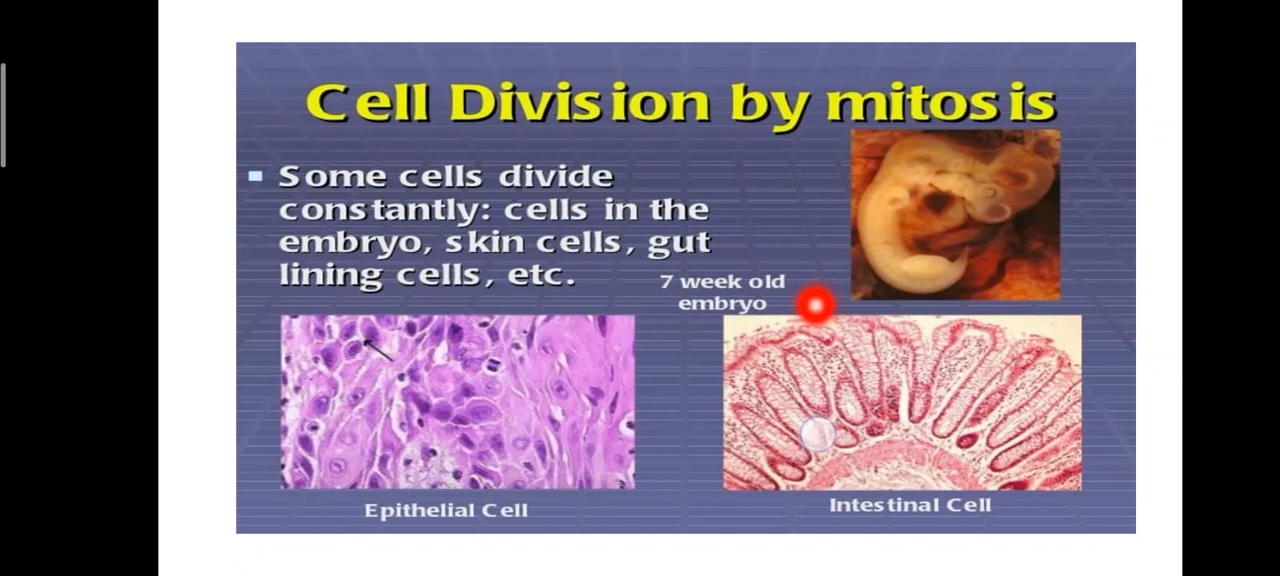 Cell Division by mitosis
Some cells divide
constantly: cells in the
embryo, skin cells, gut
lining cells, etc.
7 week old
embryo
Epithelial Cell
Intestinal Cell